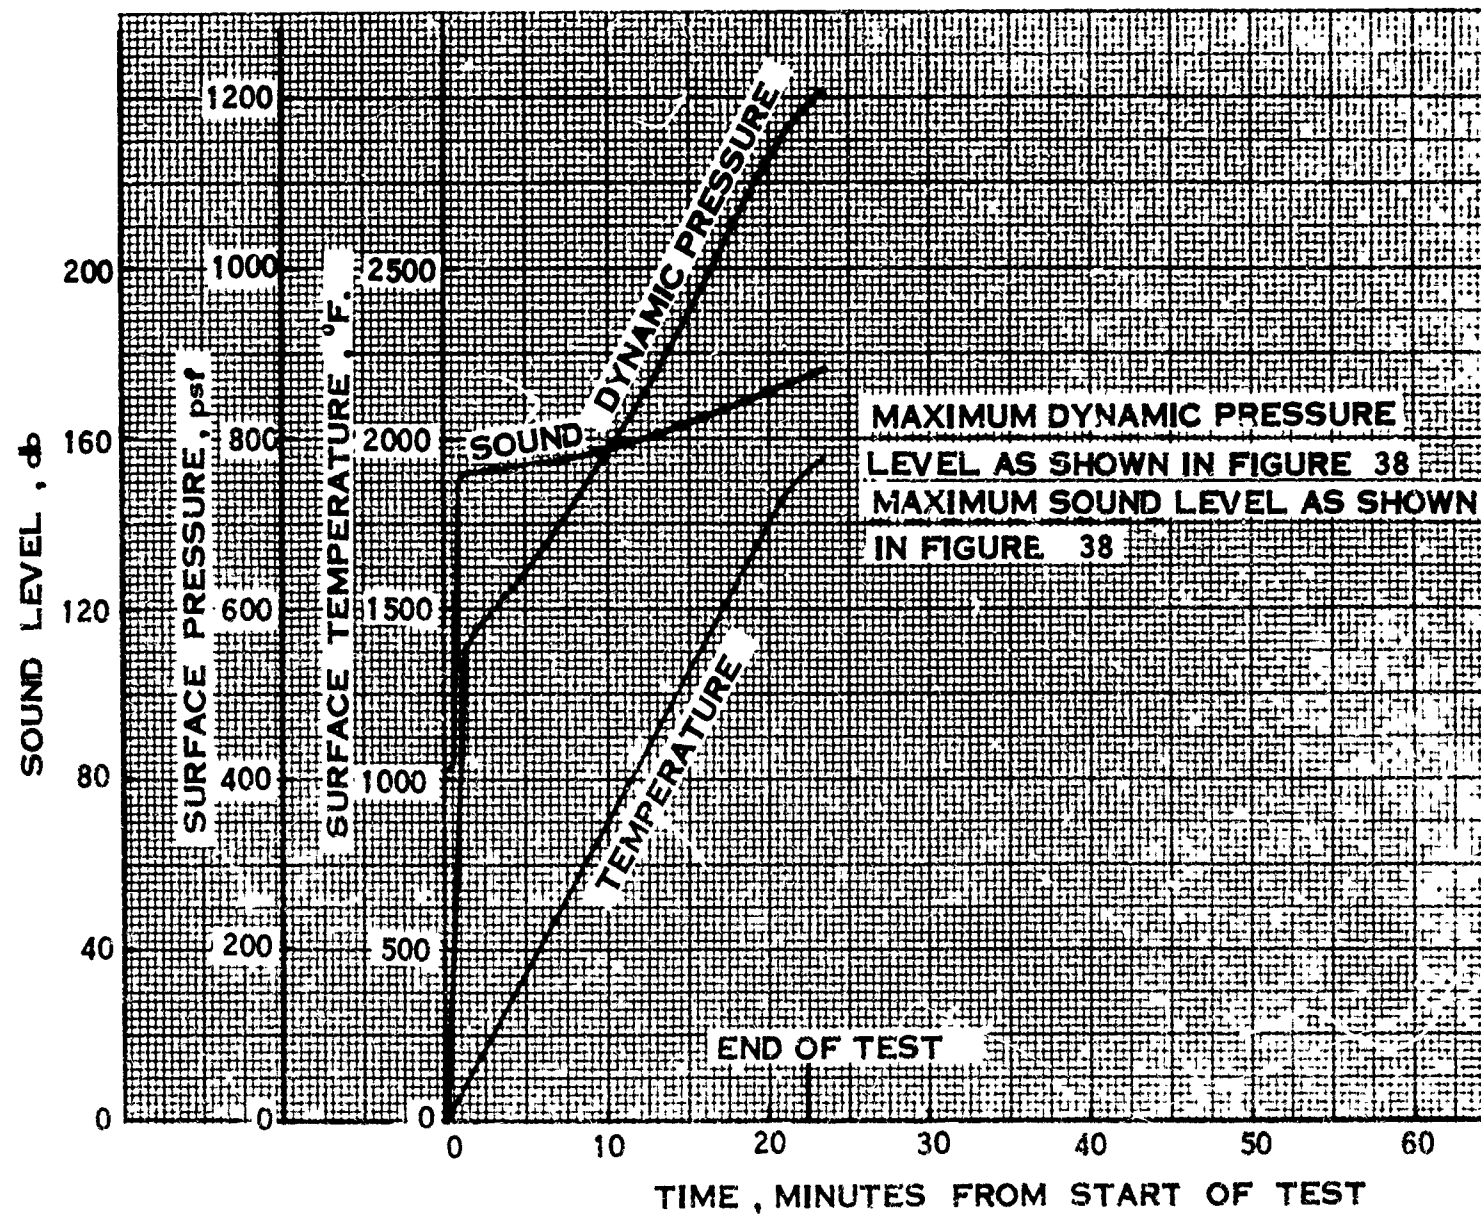 SOUND LEVEL, db
200
160
120
80
40
0
SURFACE PRESSURE, psf
1200
1000
800
600
400
200
0
SURFACE TEMPERATURE, °F.
2500
2000
1500
1000
500
0
DYNAMIC PRESSURE
SOUND
TEMPERATURE
MAXIMUM DYNAMIC PRESSURE
LEVEL AS SHOWN IN FIGURE 38
MAXIMUM SOUND LEVEL AS SHOWN
IN FIGURE 38
END OF TEST
0 10 20 30 40 50 60
TIME, MINUTES FROM START OF TEST